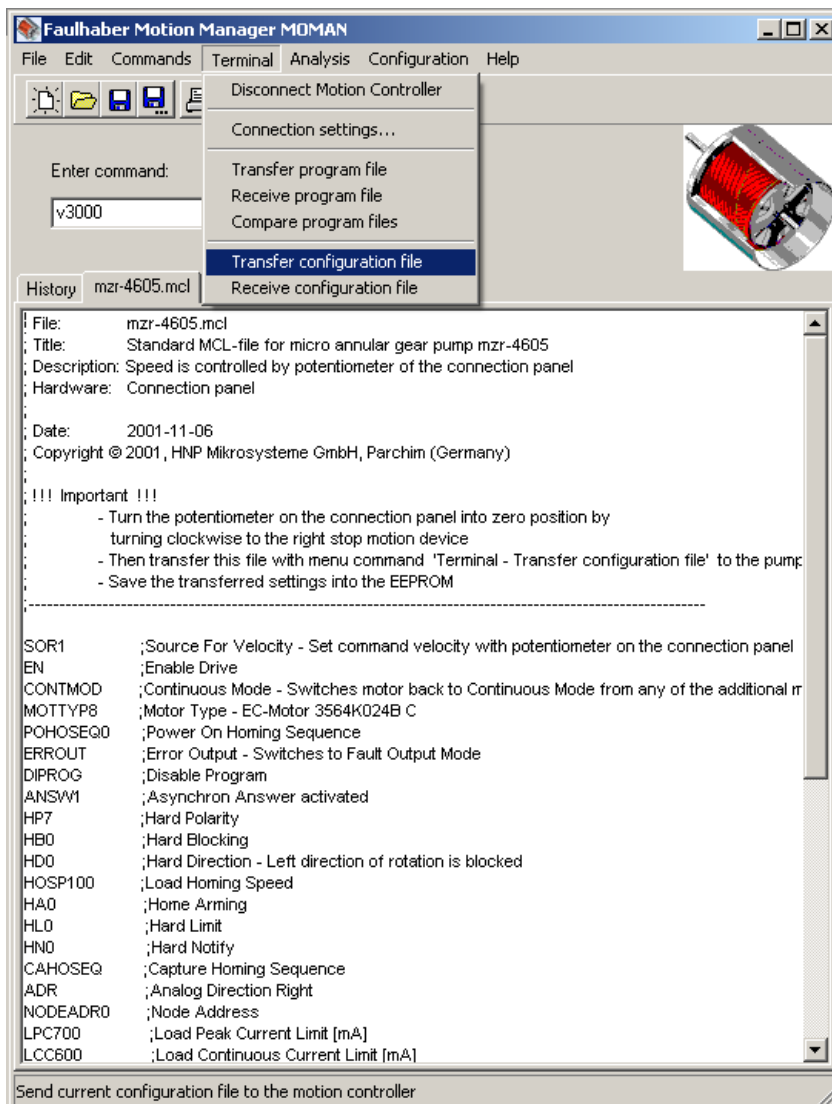 Faulhaber Motion Manager MOMAN
File Edit Commands Terminal Analysis Configuration Help
Disconnect Motion Controller
Connection settings...
Transfer program file
Receive program file
Compare program files
Transfer configuration file
Receive configuration file
Enter command:
v3000
History mzr-4605.mcl
; File: mzr-4605.mcl
; Title: Standard MCL-file for micro annular gear pump mzr-4605
; Description: Speed is controlled by potentiometer of the connection panel
; Hardware: Connection panel
;
; Date: 2001-11-06
; Copyright © 2001, HNP Mikrosysteme GmbH, Parchim (Germany)
;
; !!! Important !!!
; - Turn the potentiometer on the connection panel into zero position by
; turning clockwise to the right stop motion device
; - Then transfer this file with menu command 'Terminal - Transfer configuration file' to the pump
; - Save the transferred settings into the EEPROM
;------------------------------------------------------------------------------------------------------------
SOR1 ;Source For Velocity - Set command velocity with potentiometer on the connection panel
EN ;Enable Drive
CONTMOD ;Continuous Mode - Switches motor back to Continuous Mode from any of the additional
MOTTYP8 ;Motor Type - EC-Motor 3564K024B C
POHOSEQ0 ;Power On Homing Sequence
ERROUT ;Error Output - Switches to Fault Output Mode
DIPROG ;Disable Program
ANSW1 ;Asynchron Answer activated
HP7 ;Hard Polarity
HB0 ;Hard Blocking
HD0 ;Hard Direction - Left direction of rotation is blocked
HOSP100 ;Load Homing Speed
HA0 ;Home Arming
HL0 ;Hard Limit
HN0 ;Hard Notify
CAHOSEQ ;Capture Homing Sequence
ADR ;Analog Direction Right
NODEADR0 ;Node Address
LPC700 ;Load Peak Current Limit [mA]
LCC600 ;Load Continuous Current Limit [mA]
Send current configuration file to the motion controller